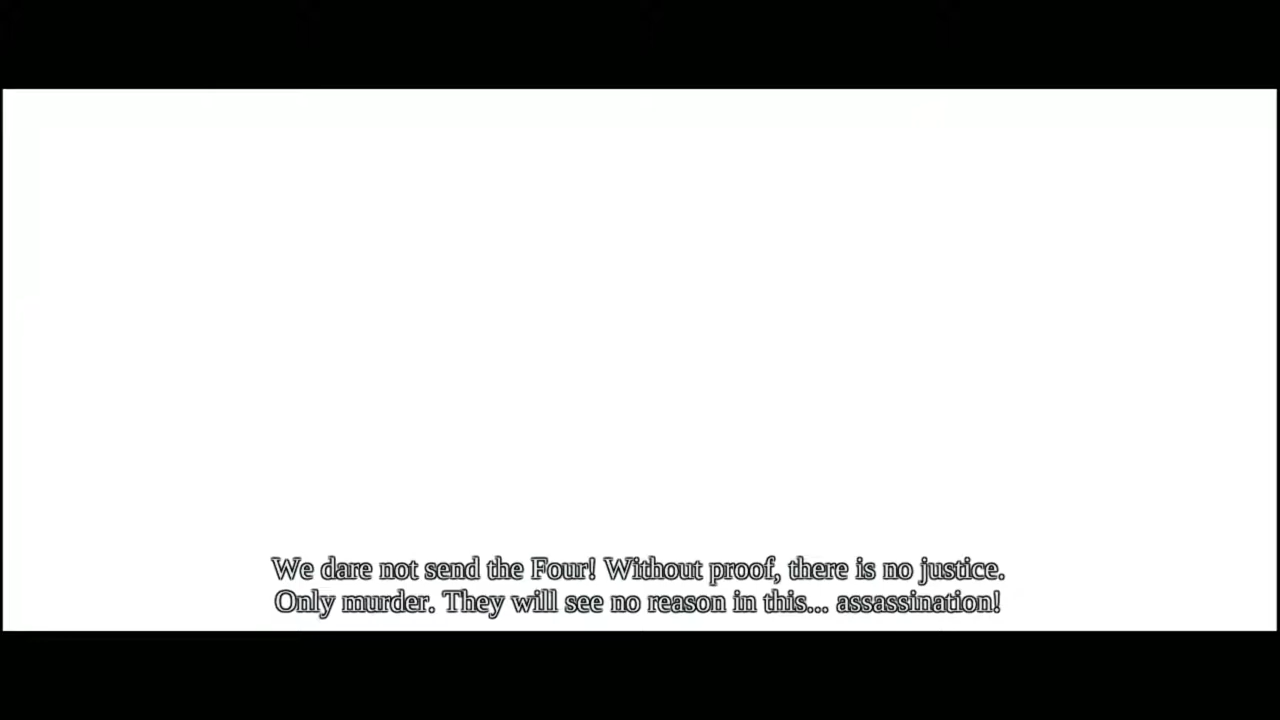 We dare not send the Four! Without proof, there is no justice.
Only murder. They will see no reason in this... assassination!